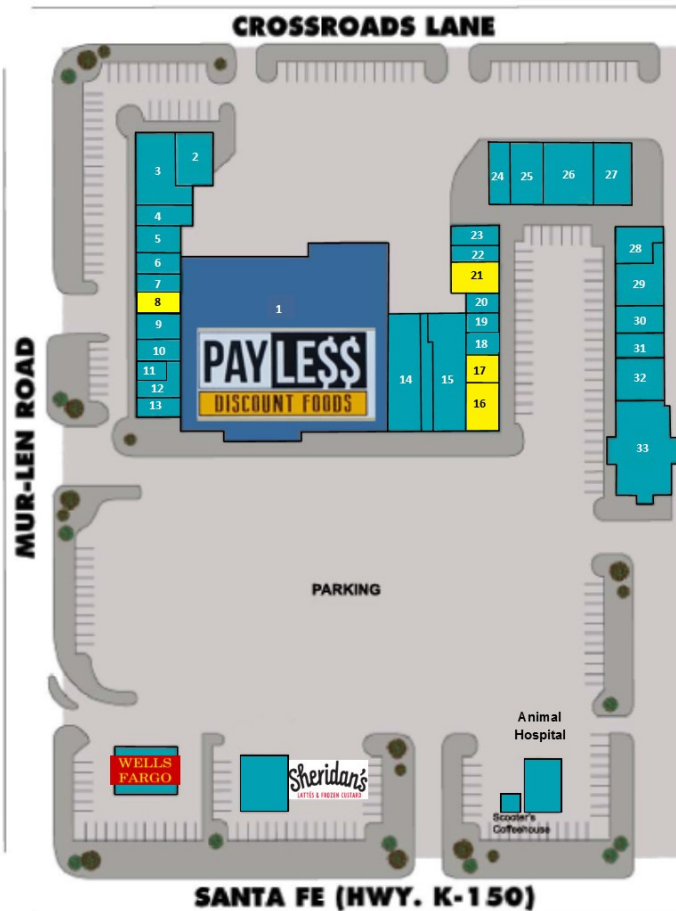 CROSSROADS LANE
2
3
4
5
6
7
8
9
10
11
12
13
1
PAYLE$$
DISCOUNT FOODS
14
15
24
25
26
27
23
22
21
20
19
18
17
16
28
29
30
31
32
33
MUR-LEN ROAD
PARKING
WELLS
FARGO
Sheridan's
LATTÉS & FROZEN CUSTARD
Animal
Hospital
Scooter's
Coffeehouse
SANTA FE (HWY. K-150)